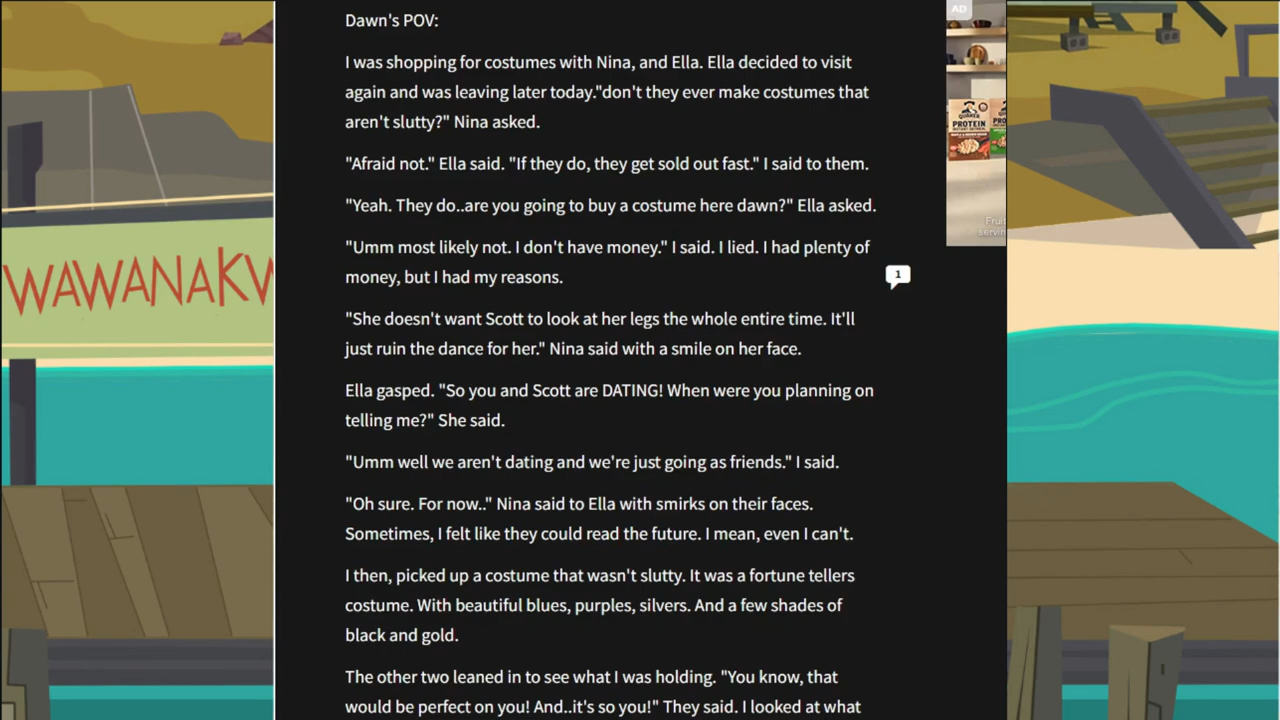 Dawn's POV:
AD
I was shopping for costumes with Nina, and Ella. Ella decided to visit
again and was leaving later today."don't they ever make costumes that
aren't slutty?" Nina asked.
QUAKER
PROTEIN
"Afraid not." Ella said. "If they do, they get sold out fast." I said to them.
"Yeah. They do..are you going to buy a costume here dawn?" Ella asked.
Fruit
servin
"Umm most likely not. I don't have money." I said. I lied. I had plenty of
money, but I had my reasons.
1
WAWANAKW
"She doesn't want Scott to look at her legs the whole entire time. It'll
just ruin the dance for her." Nina said with a smile on her face.
Ella gasped. "So you and Scott are DATING! When were you planning on
telling me?" She said.
"Umm well we aren't dating and we're just going as friends." I said.
"Oh sure. For now.." Nina said to Ella with smirks on their faces.
Sometimes, I felt like they could read the future. I mean, even I can't.
I then, picked up a costume that wasn't slutty. It was a fortune tellers
costume. With beautiful blues, purples, silvers. And a few shades of
black and gold.
The other two leaned in to see what I was holding. "You know, that
would be perfect on you! And..it's so you!" They said. I looked at what